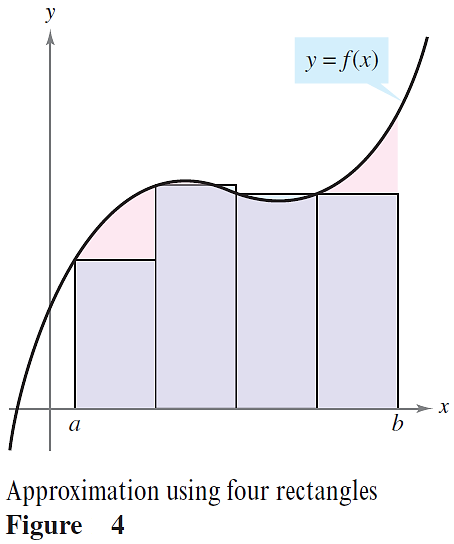 y
y = f(x)
x
a
b
Approximation using four rectangles
Figure 4